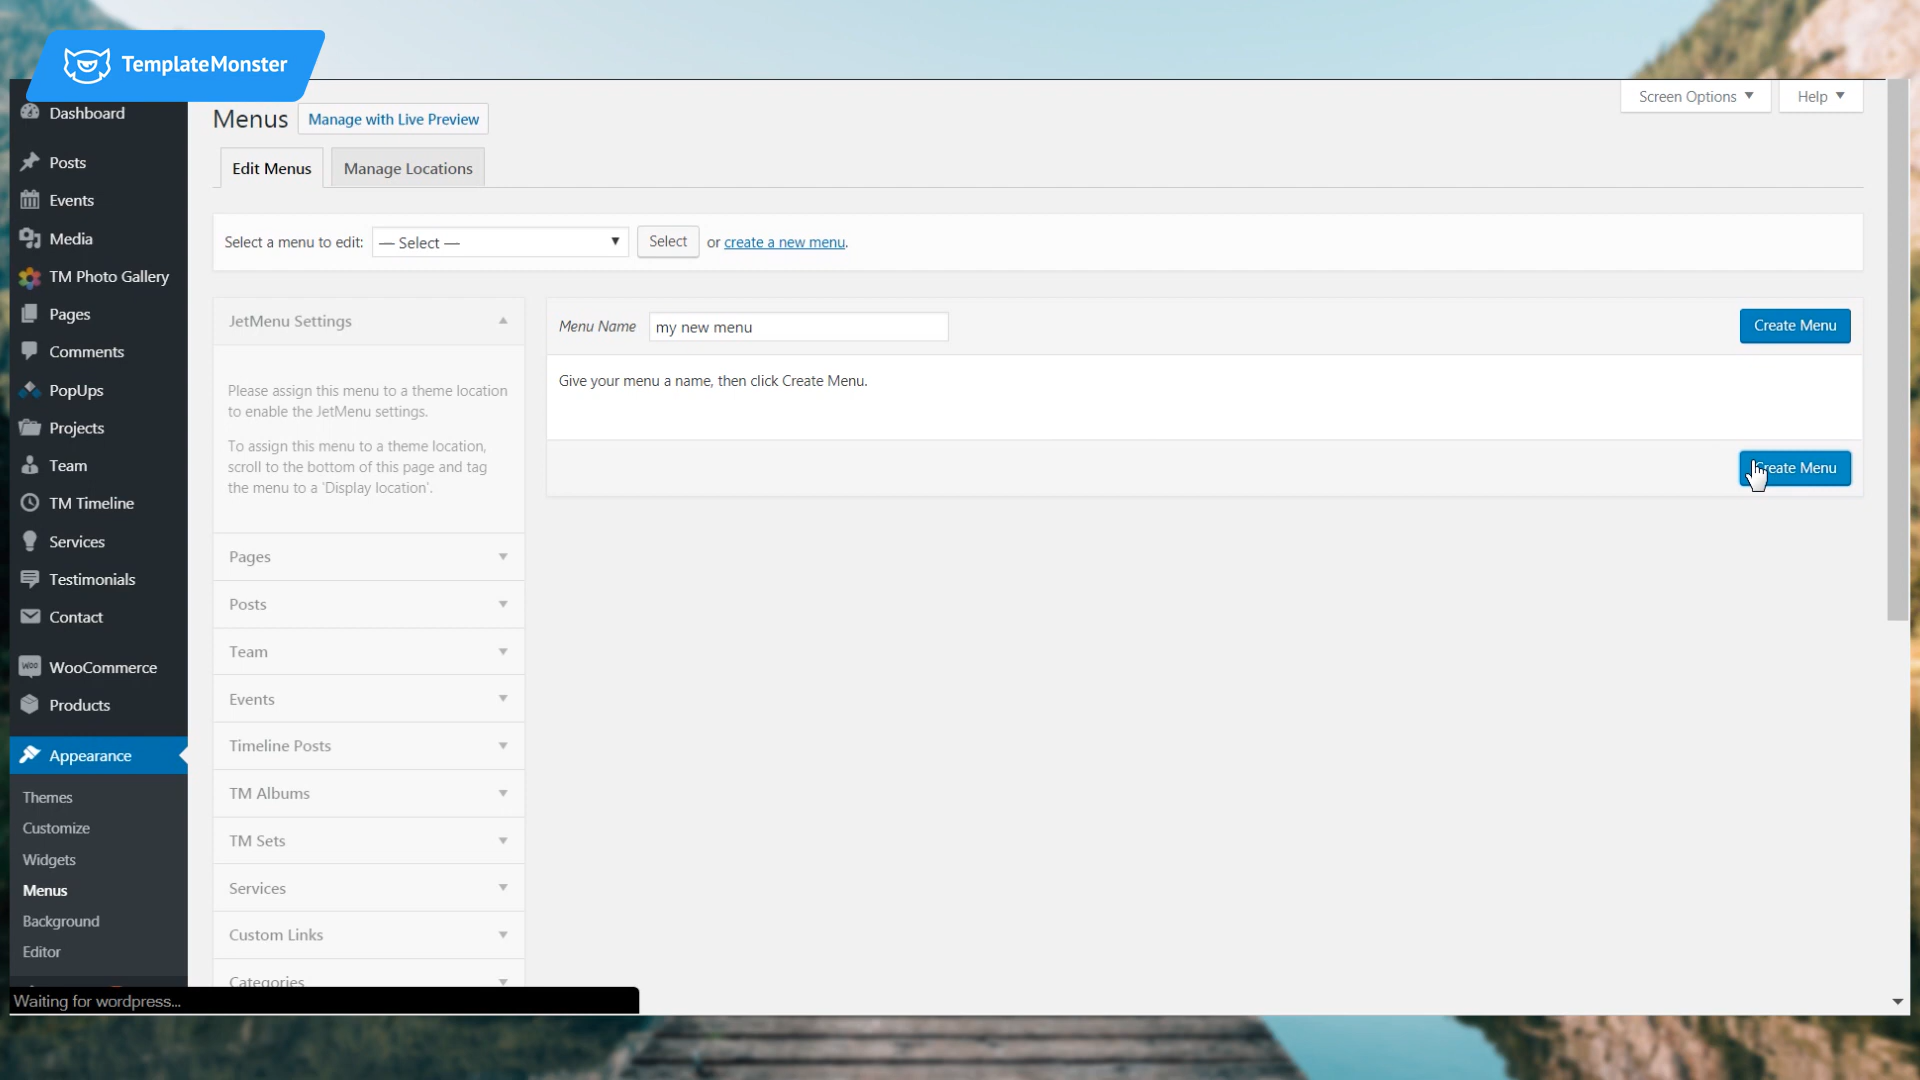 TemplateMonster
Dashboard
Posts
Events
Media
TM Photo Gallery
Pages
Comments
PopUps
Projects
Team
TM Timeline
Services
Testimonials
Contact
WOO WooCommerce
Products
Appearance
Themes
Customize
Widgets
Menus
Background
Editor
Waiting for wordpress...
Screen Options Help
Menus Manage with Live Preview
Edit Menus Manage Locations
Select a menu to edit: — Select — Select or create a new menu.
JetMenu Settings
Please assign this menu to a theme location
to enable the JetMenu settings.
To assign this menu to a theme location,
scroll to the bottom of this page and tag
the menu to a 'Display location'.
Pages
Posts
Team
Events
Timeline Posts
TM Albums
TM Sets
Services
Custom Links
Categories
Menu Name my new menu Create Menu
Give your menu a name, then click Create Menu.
Create Menu